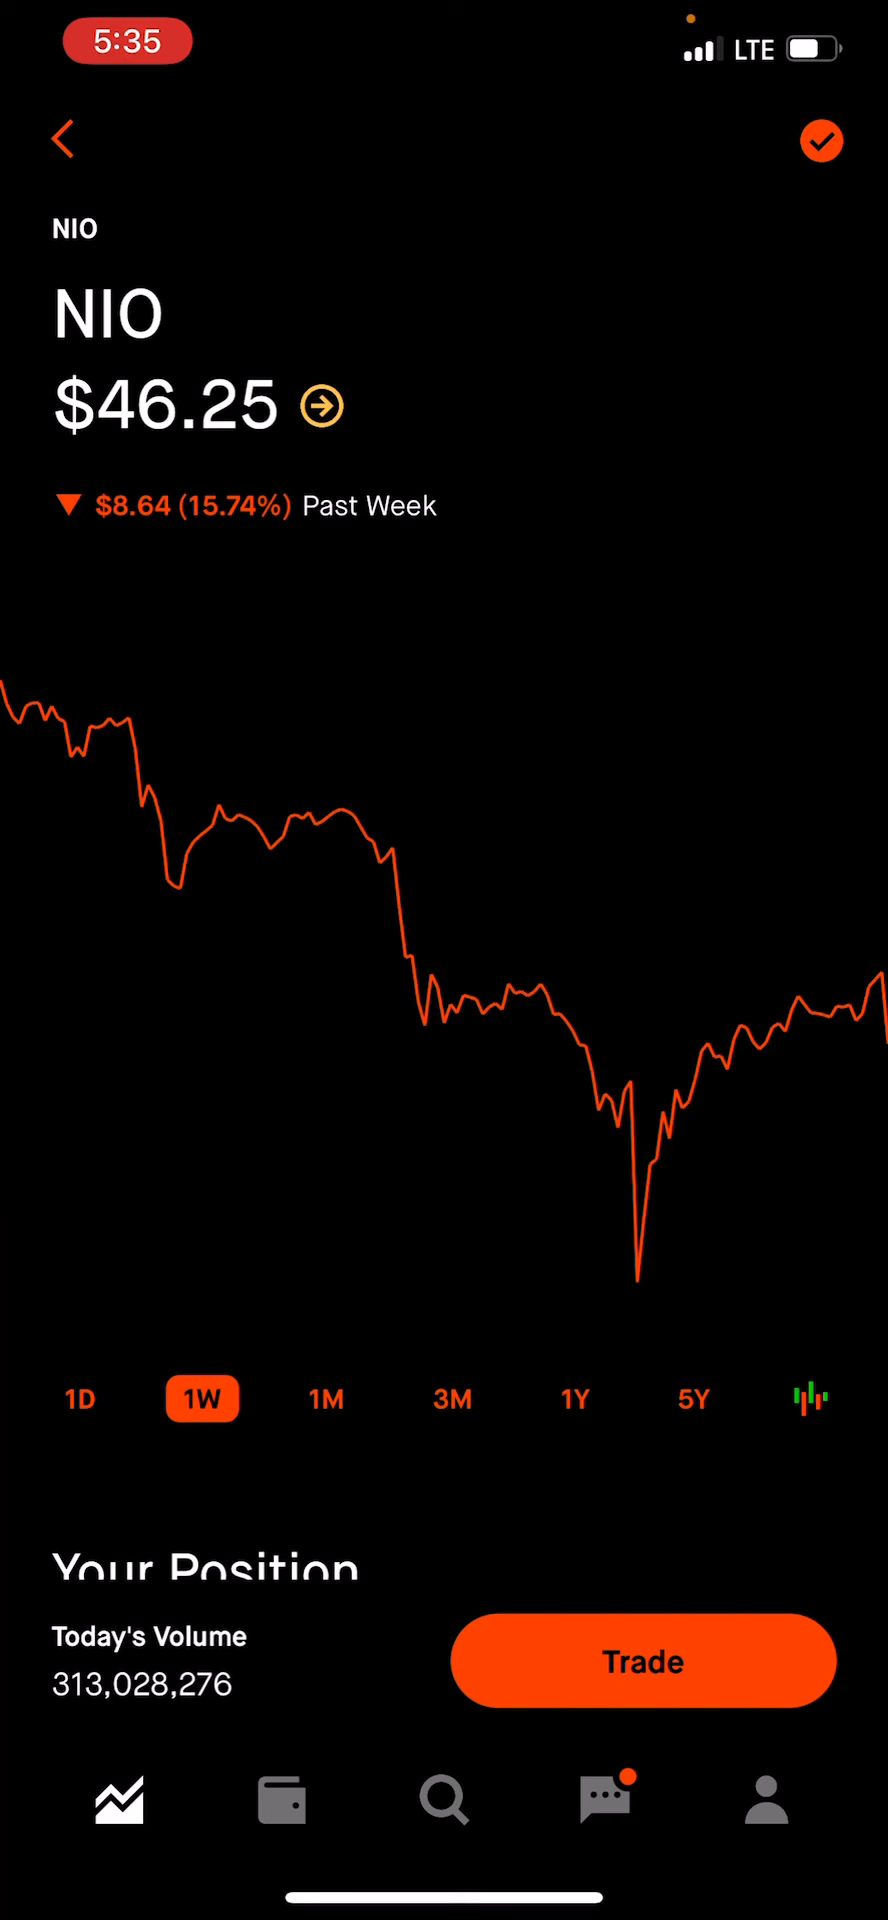 5:35
LTE
NIO
NIO
$46.25
$8.64 (15.74%) Past Week
1D 1W 1M 3M 1Y 5Y
Your Position
Today's Volume
313,028,276
Trade